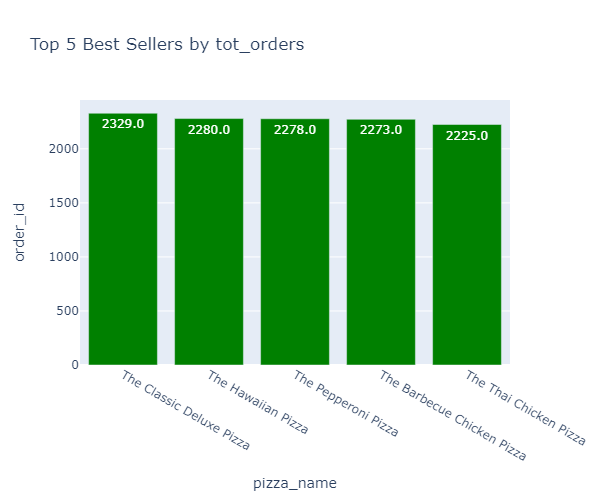 Top 5 Best Sellers by tot_orders
order_id
2000
1500
1000
500
0
2329.0
2280.0
2278.0
2273.0
2225.0
The Classic Deluxe Pizza
The Hawaiian Pizza
The Pepperoni Pizza
The Barbecue Chicken Pizza
The Thai Chicken Pizza
pizza_name